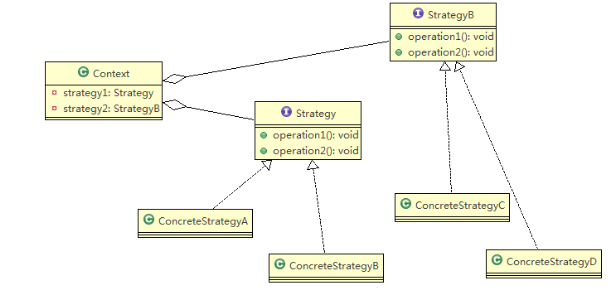 I StrategyB
operation1(): void
operation2(): void
C Context
strategy1: Strategy
strategy2: StrategyB
I Strategy
operation1(): void
operation2(): void
C ConcreteStrategyC
C ConcreteStrategyA
C ConcreteStrategyD
C ConcreteStrategyB